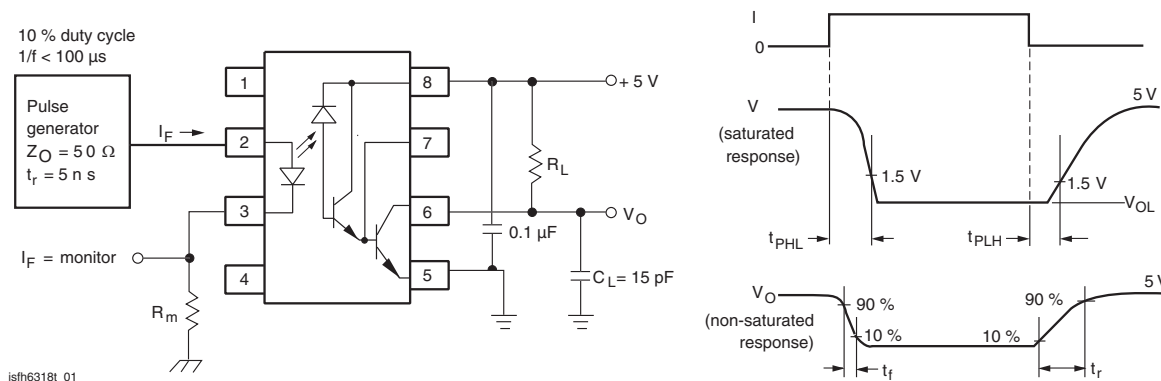 10 % duty cycle
1/f < 100 μs
Pulse
generator
Z_O = 50 Ω
t_r = 5 n s
I_F
1
2
3
4
8
7
6
5
+ 5 V
R_L
V_O
0.1 μF
C_L = 15 pF
I_F = monitor
R_m
isfh6318t_01
I
0
V
(saturated
response)
5 V
1.5 V
1.5 V
V_OL
t_PHL
t_PLH
V_O
(non-saturated
response)
90 %
10 %
10 %
90 %
5 V
t_f
t_r